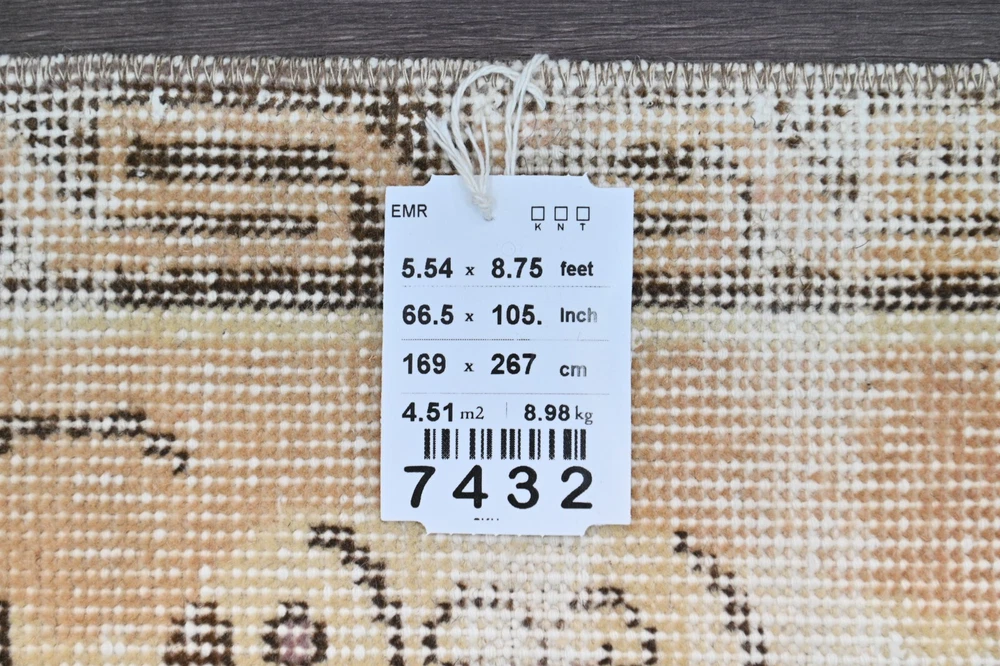 EMR
K N T
5.54 x 8.75 feet
66.5 x 105. Inch
169 x 267 cm
4.51 m2 8.98 kg
7432